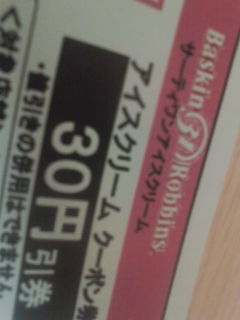 Baskin 31 Robbins
サーティワンアイスクリーム
アイスクリーム クーポン券
30円引券
・値引きの併用はできません